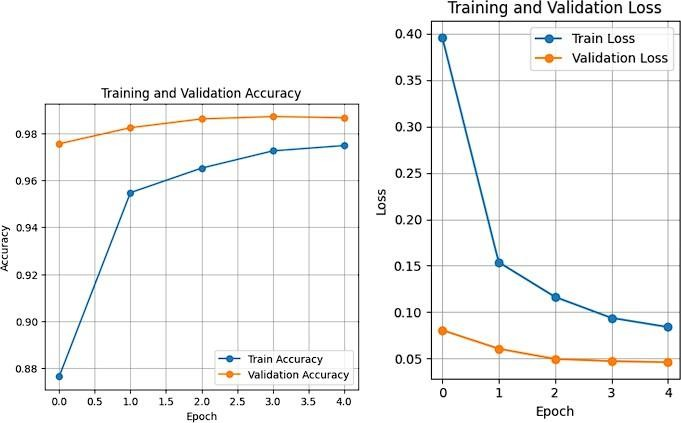 Training and Validation Accuracy
Accuracy
0.98
0.96
0.94
0.92
0.90
0.88
Train Accuracy
Validation Accuracy
0.0 0.5 1.0 1.5 2.0 2.5 3.0 3.5 4.0
Epoch
Training and Validation Loss
Loss
0.40
0.35
0.30
0.25
0.20
0.15
0.10
0.05
Train Loss
Validation Loss
0 1 2 3 4
Epoch